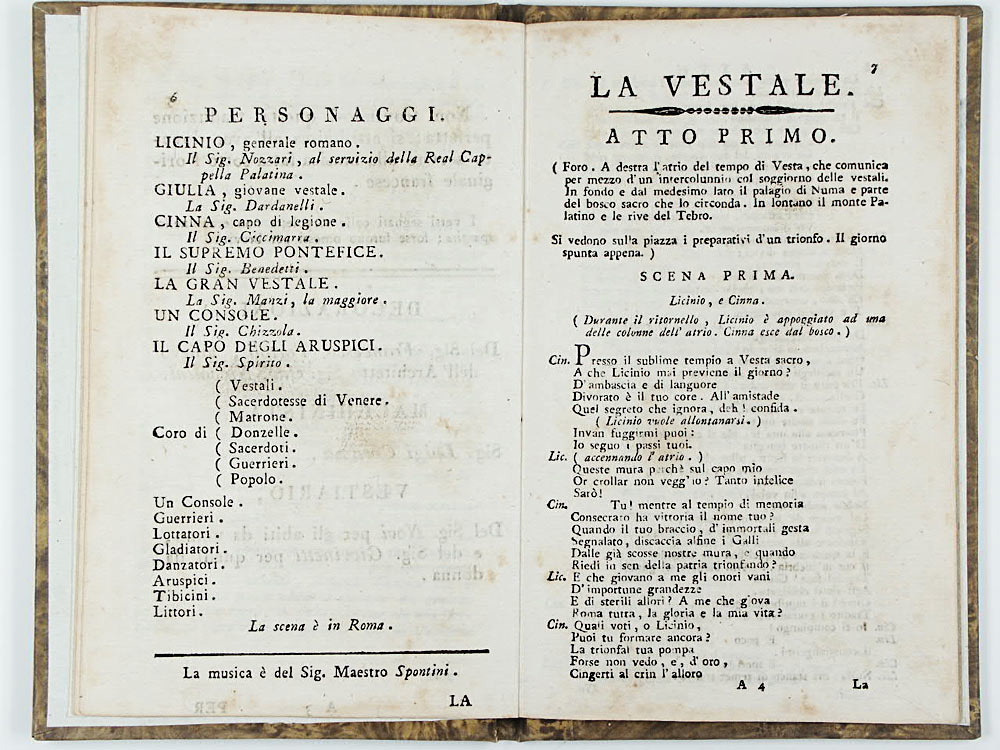 6
PERSONAGGI.
LICINIO, generale romano.
Il Sig. Nozzari, al servizio della Real Cap-
pella Palatina.
GIULIA, giovane vestale.
La Sig. Dardanelli.
CINNA, capo di legione.
Il Sig. Ciccimarra.
IL SUPREMO PONTEFICE.
Il Sig. Benedetti.
LA GRAN VESTALE.
La Sig. Manzi, la maggiore.
UN CONSOLE.
Il Sig. Chizzola.
IL CAPO DEGLI ARUSPICI.
Il Sig. Spirito.
( Vestali.
( Sacerdotesse di Venere.
( Matrone.
Coro di ( Donzelle.
( Sacerdoti.
( Guerrieri.
( Popolo.
Un Console.
Guerrieri.
Lottatori.
Gladiatori.
Danzatori.
Aruspici.
Tibicini.
Littori.
La scena è in Roma.
La musica è del Sig. Maestro Spontini.
LA
7
LA VESTALE.
ATTO PRIMO.
( Foro. A destra l'atrio del tempo di Vesta, che comunica
per mezzo d'un intercolunnio col soggiorno delle vestali.
In fondo e dal medesimo lato il palagio di Numa e parte
del bosco sacro che lo circonda. In lontano il monte Pa-
latino e le rive del Tebro.
Si vedono sulla piazza i preparativi d'un trionfo. Il giorno
spunta appena. )
SCENA PRIMA.
Licinio, e Cinna.
( Durante il ritornello, Licinio è appoggiato ad una
delle colonne dell'atrio. Cinna esce dal bosco. )
Cin. Presso il sublime tempio a Vesta sacro,
A che Licinio mai previene il giorno?
D'ambascia e di languore
Divorato è il tuo core. All'amistade
Quel segreto che ignora, deh! confida.
( Licinio vuole allontanarsi. )
Invan fuggirmi puoi:
Io seguo i passi tuoi.
Lic. ( accennando l'atrio. )
Queste mura perchè sul capo mio
Or crollar non vegg'io? Tanto infelice
Sarò!
Cin. Tu! mentre al tempio di memoria
Consecrato ha vittoria il nome tuo?
Quando il tuo braccio, d'immortali gesta
Segnalato, discaccia alfine i Galli
Dalle già scosse nostre mura, e quando
Riedi in sen della patria trionfando?
Lic. E che giovano a me gli onori vani
D'importune grandezze
E di sterili allori? A me che giova
Roma tutta, la gloria e la mia vita?
Cin. Quali voti, o Licinio,
Puoi tu formare ancora?
La trionfal tua pompa
Forse non vedo, e, d'oro,
Cingerti al crin l'alloro
A 4
La